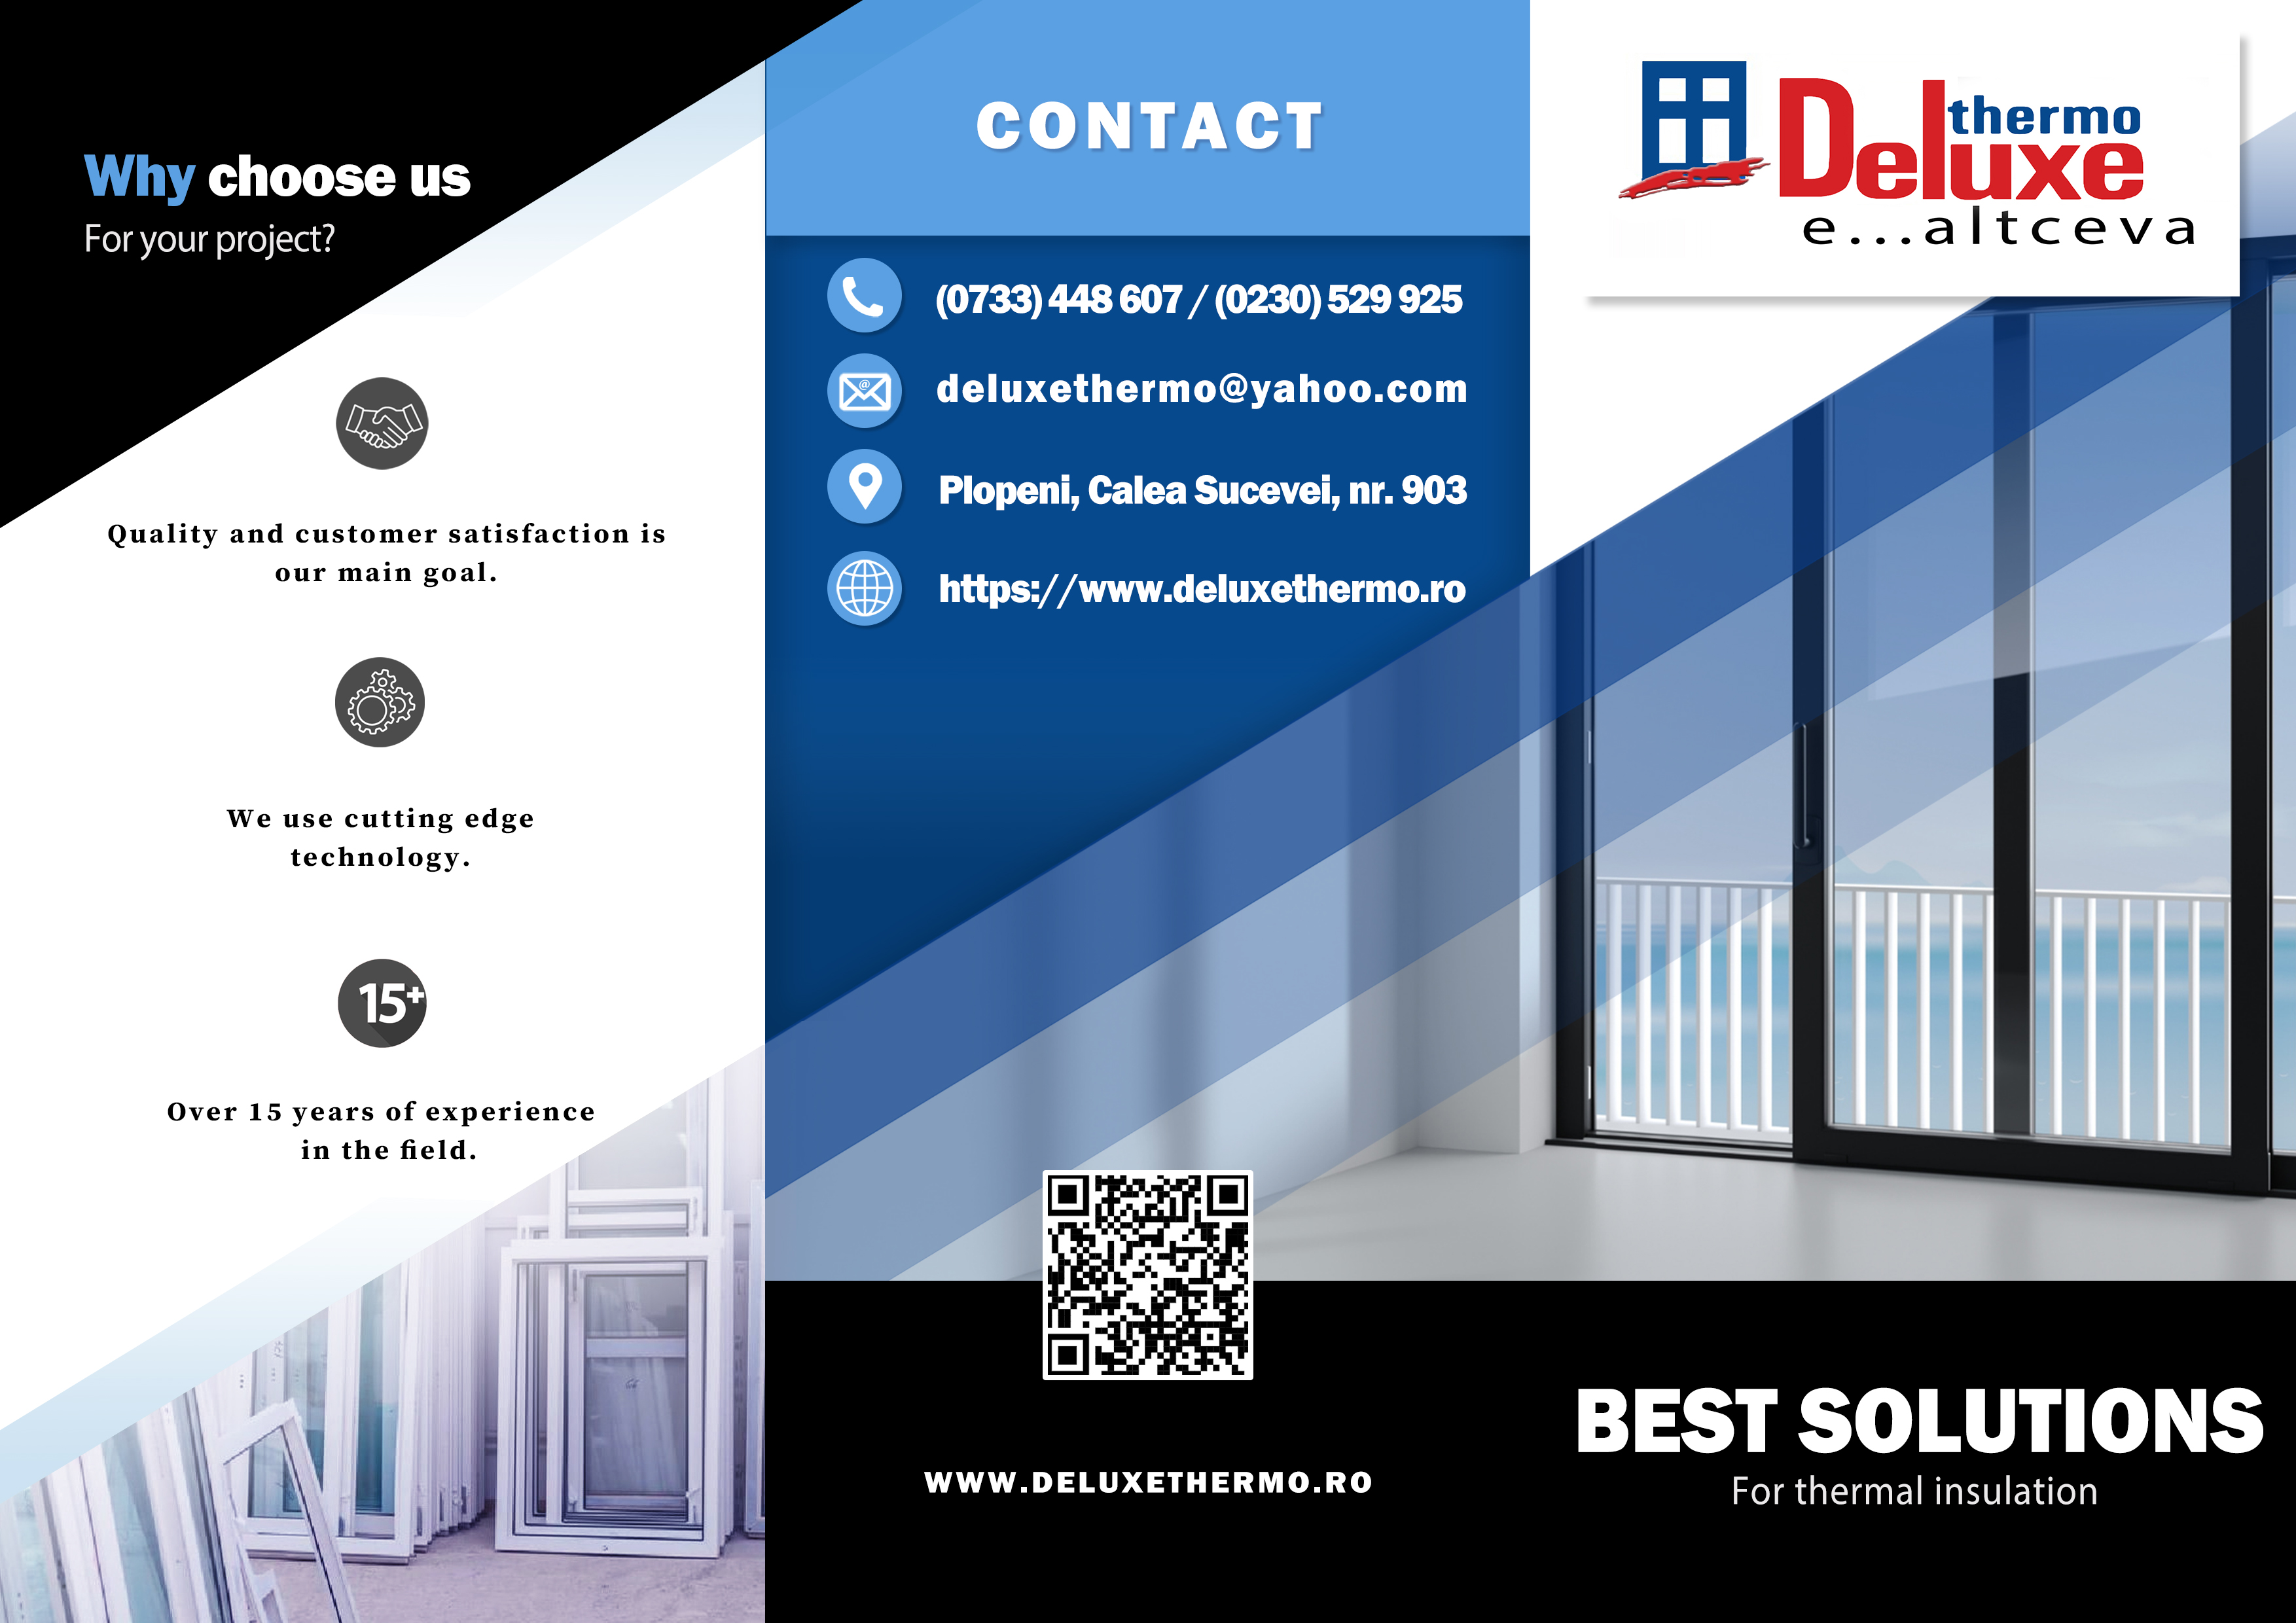 Why choose us
For your project?
Quality and customer satisfaction is
our main goal.
We use cutting edge
technology.
15+
Over 15 years of experience
in the field.
CONTACT
(0733) 448 607 / (0230) 529 925
@
deluxethermo@yahoo.com
Plopeni, Calea Sucevei, nr. 903
https://www.deluxethermo.ro
WWW.DELUXETHERMO.RO
thermo
Deluxe
e...altceva
BEST SOLUTIONS
For thermal insulation